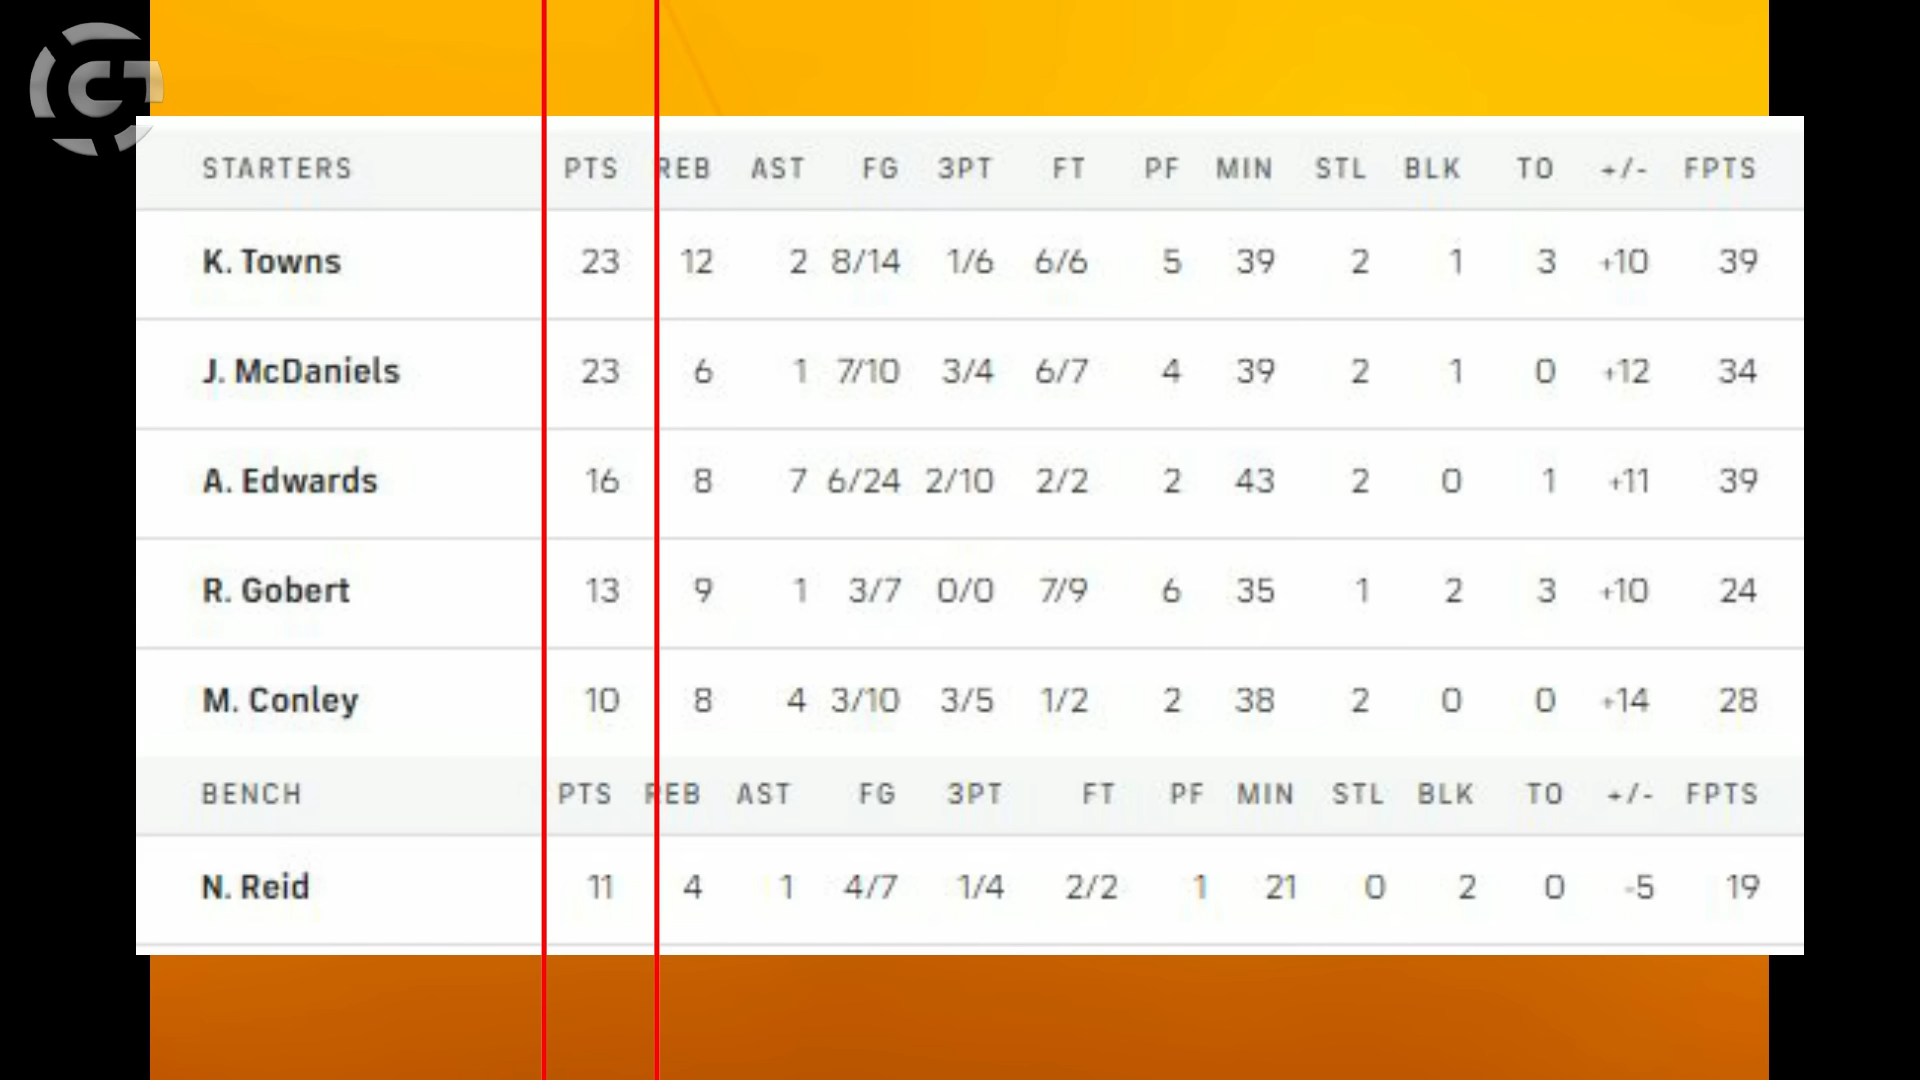 STARTERS PTS REB AST FG 3PT FT PF MIN STL BLK TO +/- FPTS
K. Towns 23 12 2 8/14 1/6 6/6 5 39 2 1 3 +10 39
J. McDaniels 23 6 1 7/10 3/4 6/7 4 39 2 1 0 +12 34
A. Edwards 16 8 7 6/24 2/10 2/2 2 43 2 0 1 +11 39
R. Gobert 13 9 1 3/7 0/0 7/9 6 35 1 2 3 +10 24
M. Conley 10 8 4 3/10 3/5 1/2 2 38 2 0 0 +14 28
BENCH PTS REB AST FG 3PT FT PF MIN STL BLK TO +/- FPTS
N. Reid 11 4 1 4/7 1/4 2/2 1 21 0 2 0 -5 19